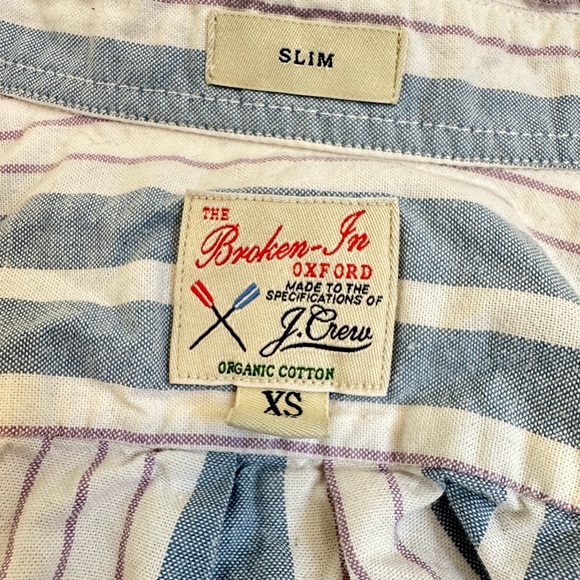 SLIM
THE
Broken-In
OXFORD
MADE TO THE
SPECIFICATIONS OF
J.Crew
ORGANIC COTTON
XS